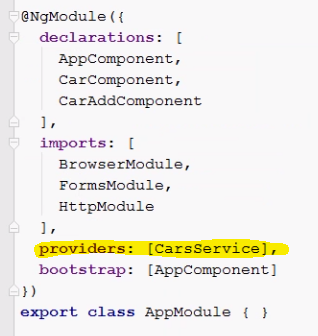 @NgModule({
  declarations: [
    AppComponent,
    CarComponent,
    CarAddComponent
  ],
  imports: [
    BrowserModule,
    FormsModule,
    HttpModule
  ],
  providers: [CarsService],
  bootstrap: [AppComponent]
})
export class AppModule { }